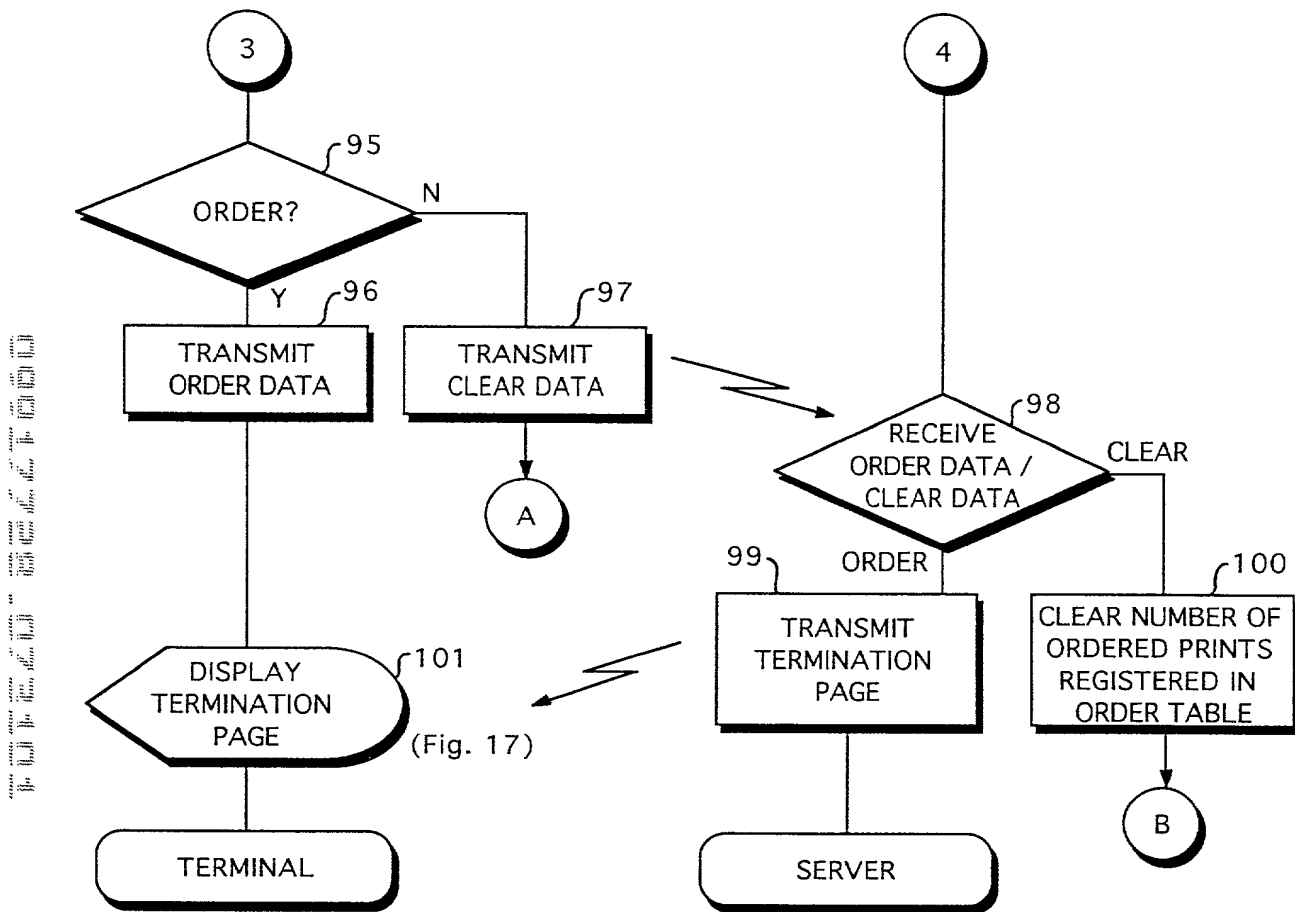 3
4
95
ORDER?
N
Y
96
97
TRANSMIT
ORDER DATA
TRANSMIT
CLEAR DATA
98
RECEIVE
ORDER DATA /
CLEAR DATA
CLEAR
A
ORDER
99
100
TRANSMIT
TERMINATION
PAGE
CLEAR NUMBER OF
ORDERED PRINTS
REGISTERED IN
ORDER TABLE
101
DISPLAY
TERMINATION
PAGE
(Fig. 17)
B
TERMINAL
SERVER